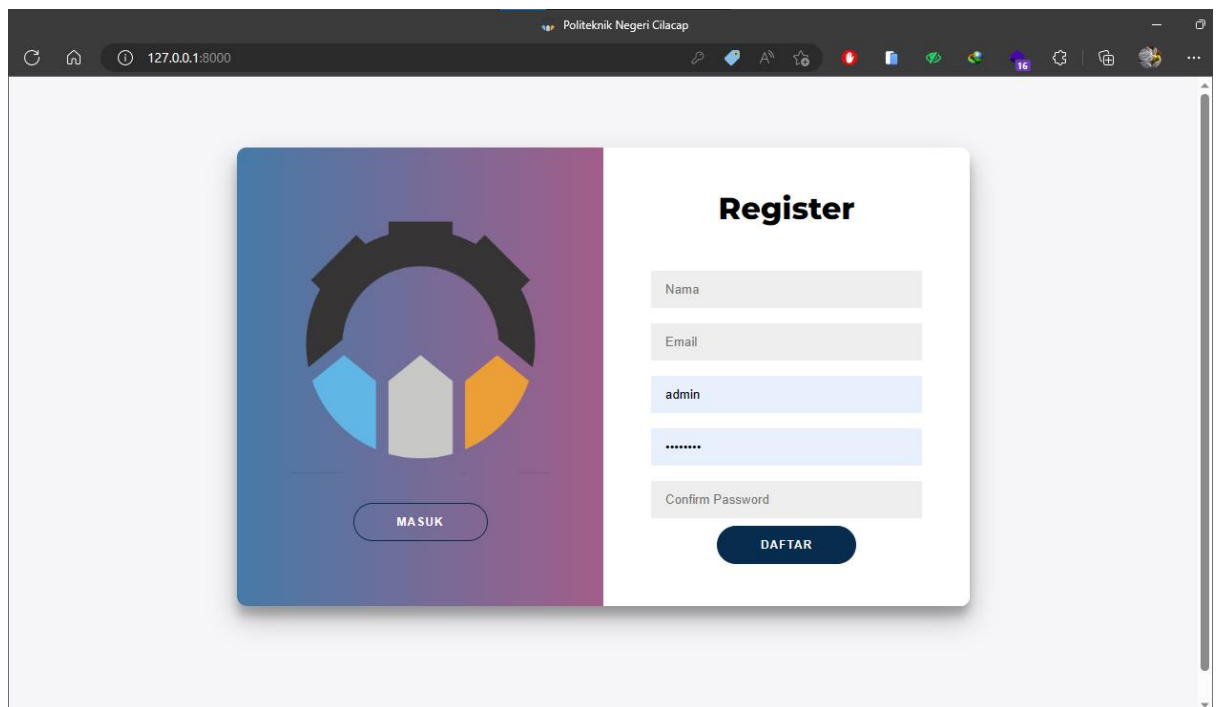 Politeknik Negeri Cilacap
127.0.0.1:8000
16
Register
Nama
Email
admin
••••••••
Confirm Password
MASUK
DAFTAR